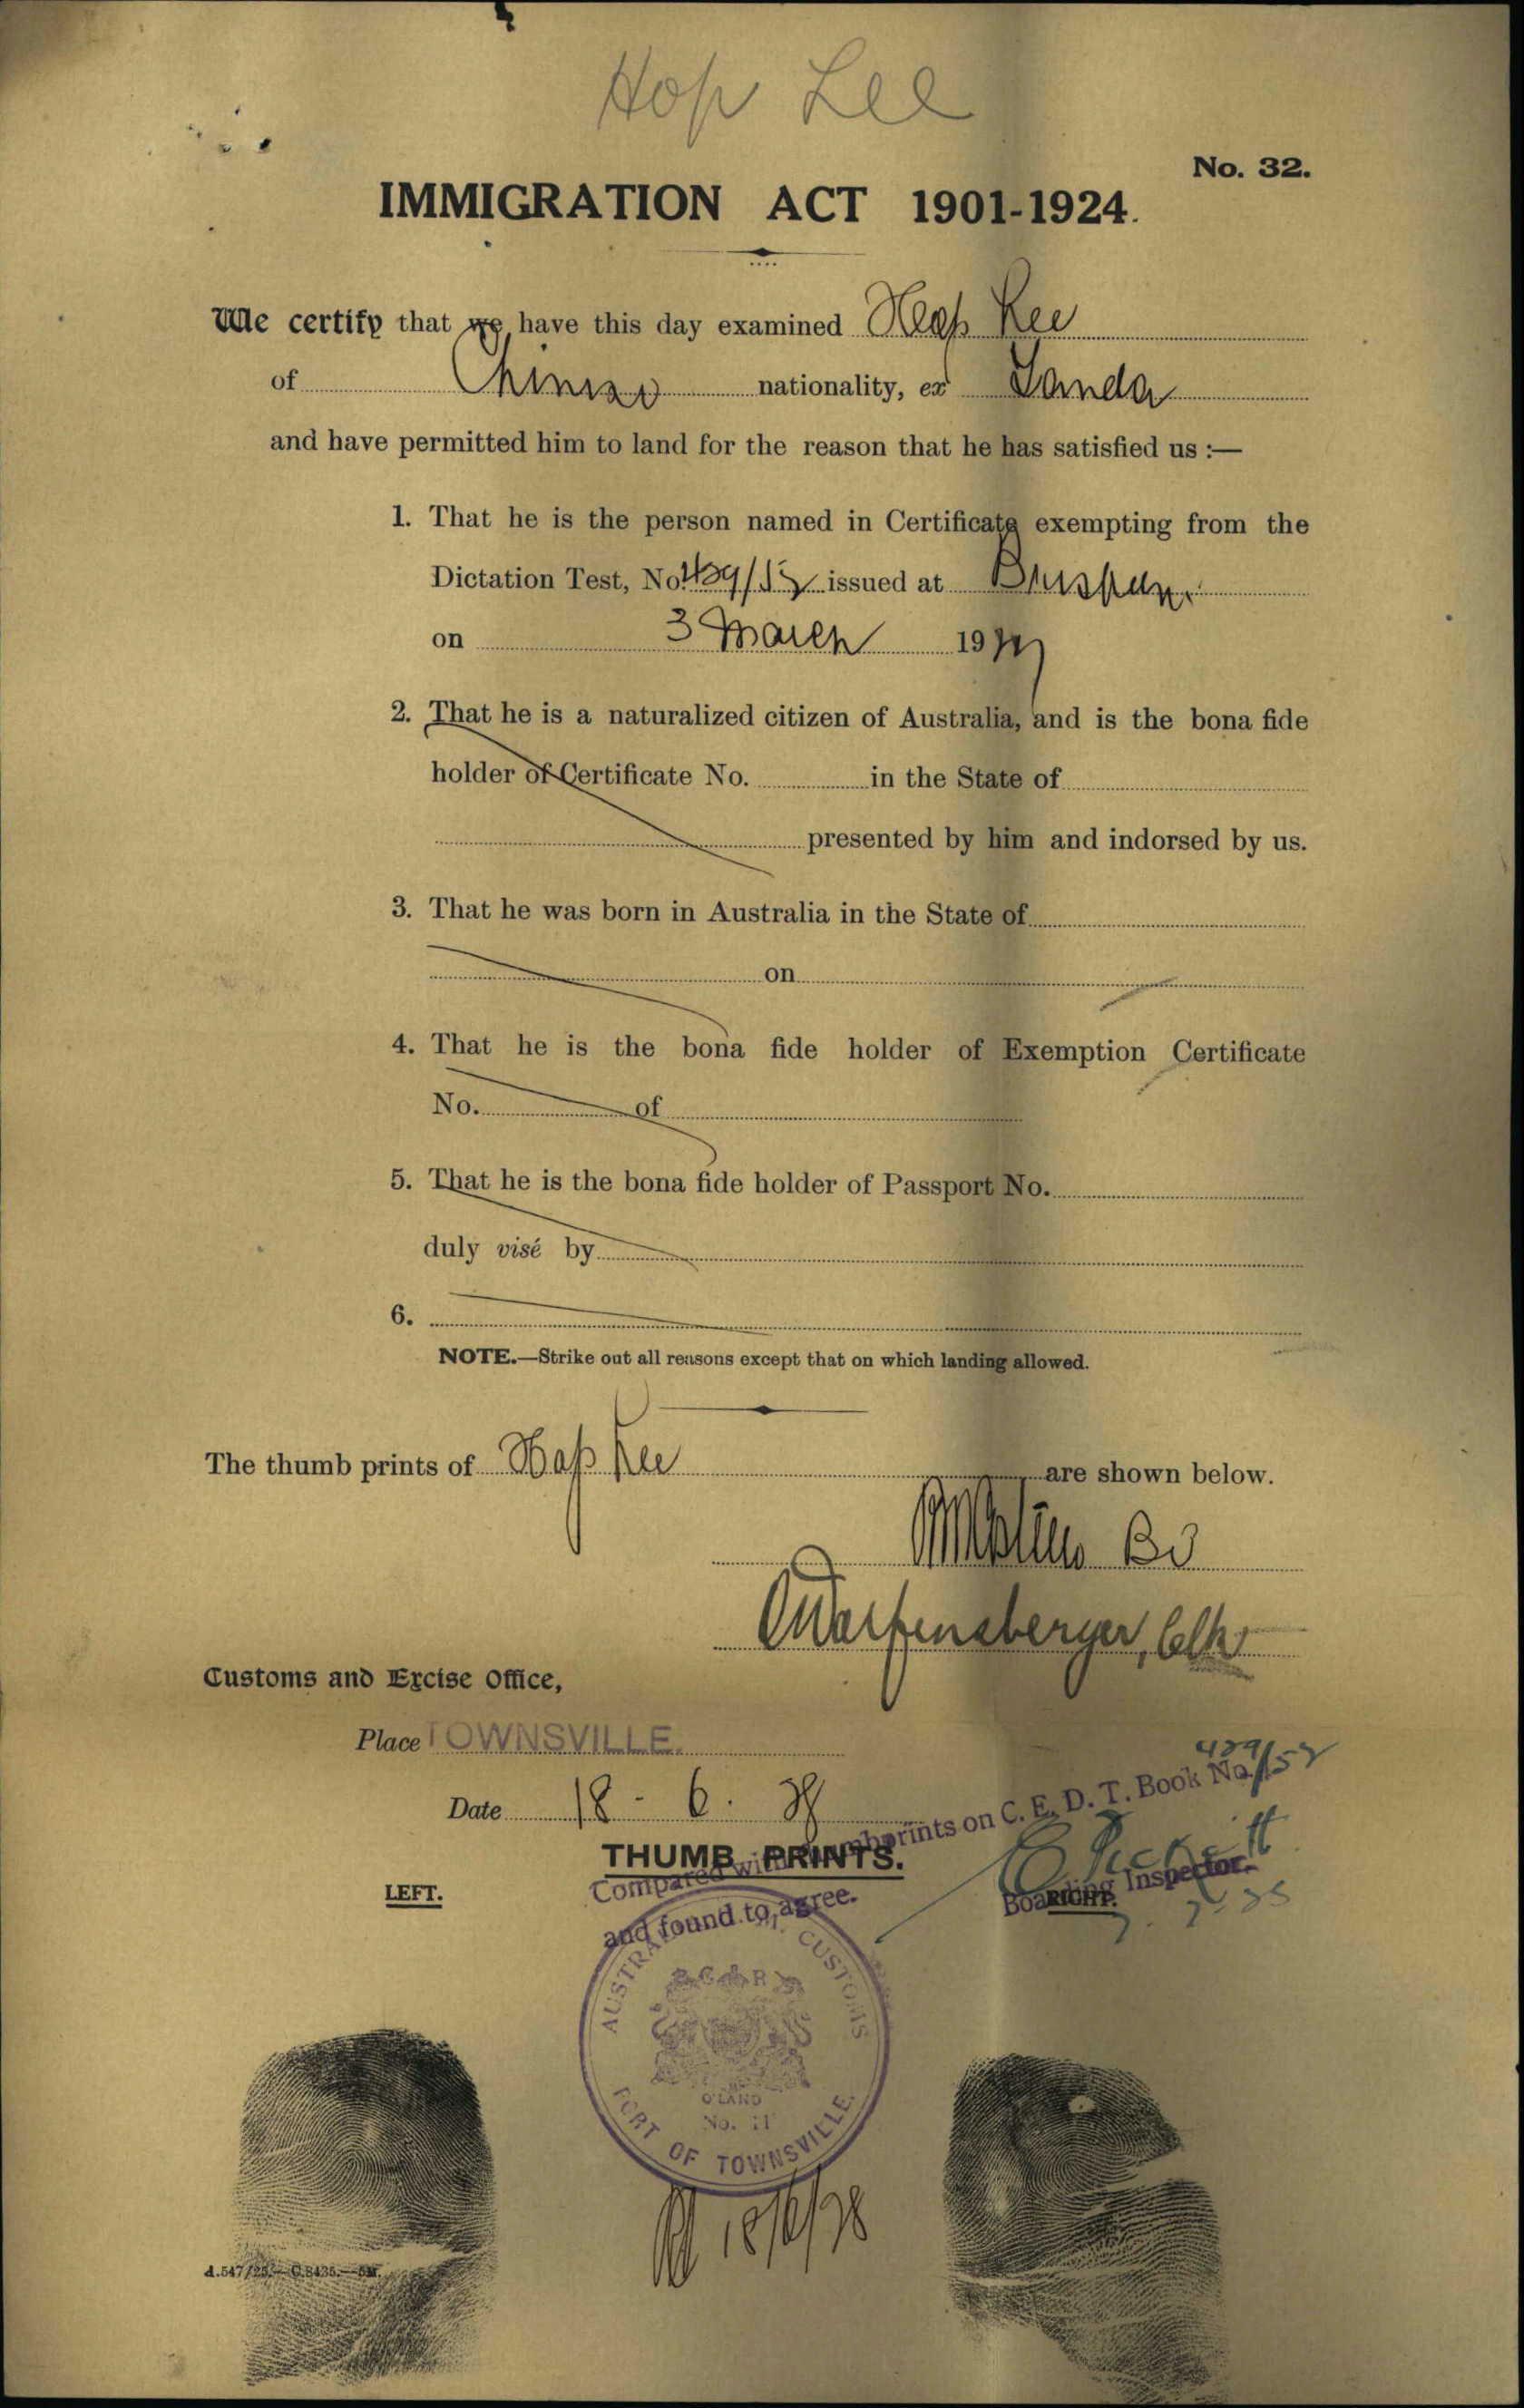 Hop Lee
No. 32.
IMMIGRATION ACT 1901-1924.
We certify that we have this day examined Hop Lee
of Chinese nationality, ex Tanda
and have permitted him to land for the reason that he has satisfied us :—
1. That he is the person named in Certificate exempting from the
Dictation Test, No. 439/52 issued at Brisbane
on 3 March 19
2. That he is a naturalized citizen of Australia, and is the bona fide
holder of Certificate No. in the State of
presented by him and indorsed by us.
3. That he was born in Australia in the State of
on
4. That he is the bona fide holder of Exemption Certificate
No. of
5. That he is the bona fide holder of Passport No.
duly visé by
6.
NOTE.—Strike out all reasons except that on which landing allowed.
The thumb prints of Hop Lee are shown below.
Customs and Excise Office,
Place TOWNSVILLE.
Date 18 - 6. 38
THUMB PRINTS.
Compared with thumbprints on C. E. D. T. Book No. 439/52
and found to agree.
Boarding Inspector.
LEFT.
RIGHT.
AUSTRALIAN CUSTOMS
Q'LAND
No. 11
PORT OF TOWNSVILLE.
18/6/38
A.547/25.—C.8435.—5M.